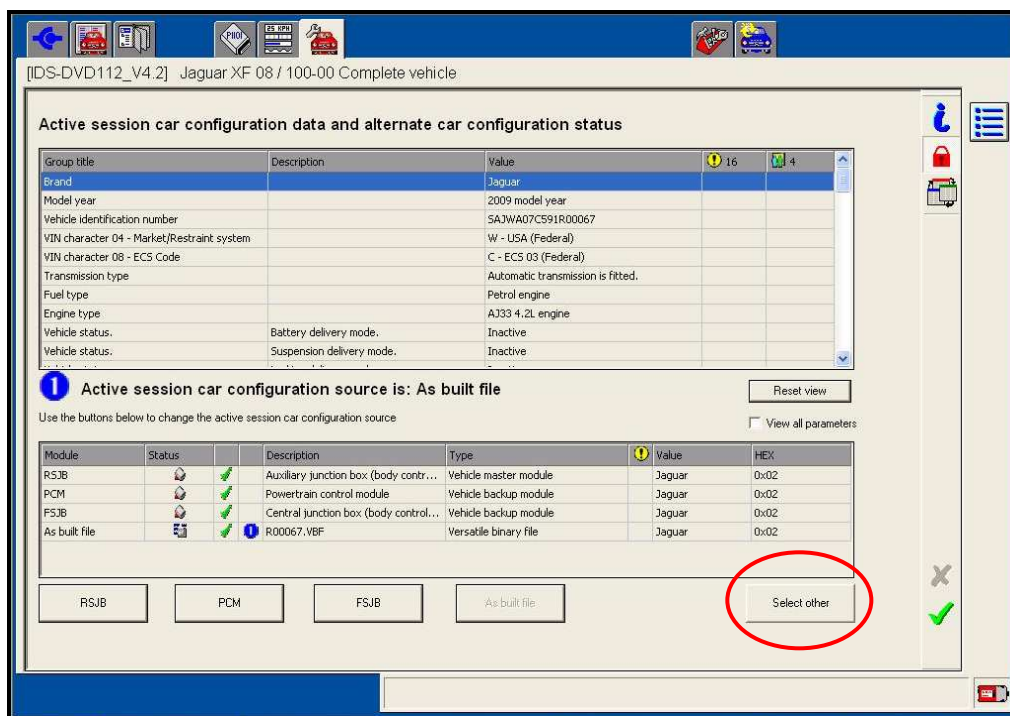 PILOT
25 KPH
[IDS-DVD112_V4.2] Jaguar XF 08 / 100-00 Complete vehicle
Active session car configuration data and alternate car configuration status
Group title Description Value 16 4
Brand Jaguar
Model year 2009 model year
Vehicle identification number SAJWA07C591R00067
VIN character 04 - Market/Restraint system W - USA (Federal)
VIN character 08 - ECS Code C - ECS 03 (Federal)
Transmission type Automatic transmission is fitted.
Fuel type Petrol engine
Engine type AJ33 4.2L engine
Vehicle status. Battery delivery mode. Inactive
Vehicle status. Suspension delivery mode. Inactive
1 Active session car configuration source is: As built file
Reset view
Use the buttons below to change the active session car configuration source
View all parameters
Module Status Description Type Value HEX
RSJB Auxiliary junction box (body contr... Vehicle master module Jaguar 0x02
PCM Powertrain control module Vehicle backup module Jaguar 0x02
FSJB Central junction box (body control... Vehicle backup module Jaguar 0x02
As built file 1 R00067.VBF Versatile binary file Jaguar 0x02
RSJB PCM FSJB As built file Select other